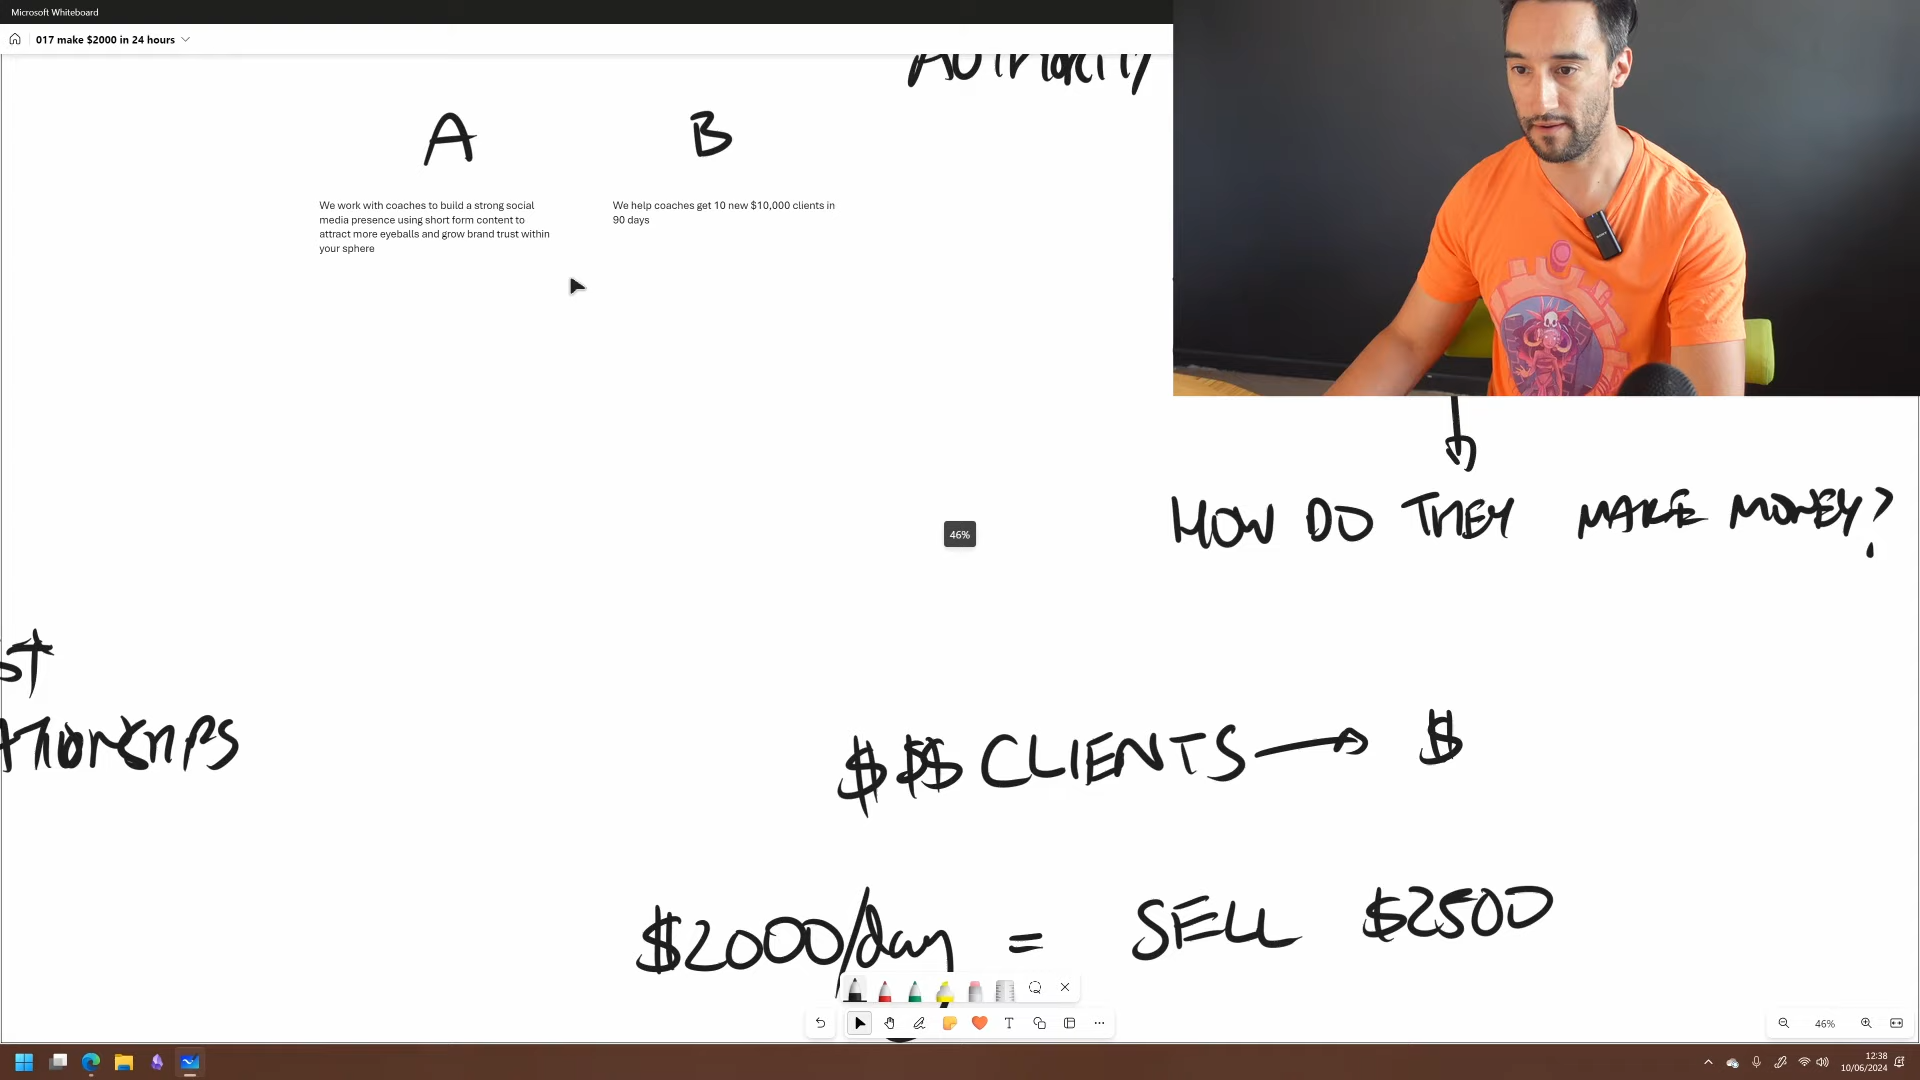 Microsoft Whiteboard
017 make $2000 in 24 hours
AUTHORITY
A
B
We work with coaches to build a strong social
media presence using short form content to
attract more eyeballs and grow brand trust within
your sphere
We help coaches get 10 new $10,000 clients in
90 days
HOW DO THEY MAKE MONEY?
46%
st
$$$ CLIENTS → $
$2000/day = SELL $2500
T
46%
12:38
10/06/2024